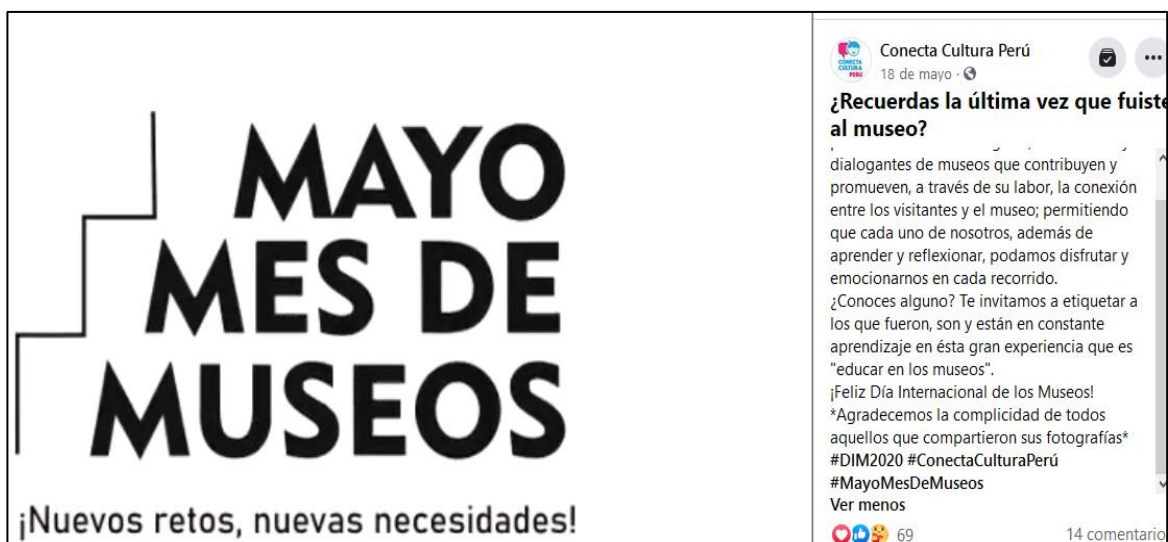 MAYO
MES DE
MUSEOS
¡Nuevos retos, nuevas necesidades!
CONECTA
CULTURA
PERÚ
Conecta Cultura Perú
18 de mayo ·
¿Recuerdas la última vez que fuiste
al museo?
dialogantes de museos que contribuyen y
promueven, a través de su labor, la conexión
entre los visitantes y el museo; permitiendo
que cada uno de nosotros, además de
aprender y reflexionar, podamos disfrutar y
emocionarnos en cada recorrido.
¿Conoces alguno? Te invitamos a etiquetar a
los que fueron, son y están en constante
aprendizaje en ésta gran experiencia que es
"educar en los museos".
¡Feliz Día Internacional de los Museos!
*Agradecemos la complicidad de todos
aquellos que compartieron sus fotografías*
#DIM2020 #ConectaCulturaPerú
#MayoMesDeMuseos
Ver menos
69
14 comentario